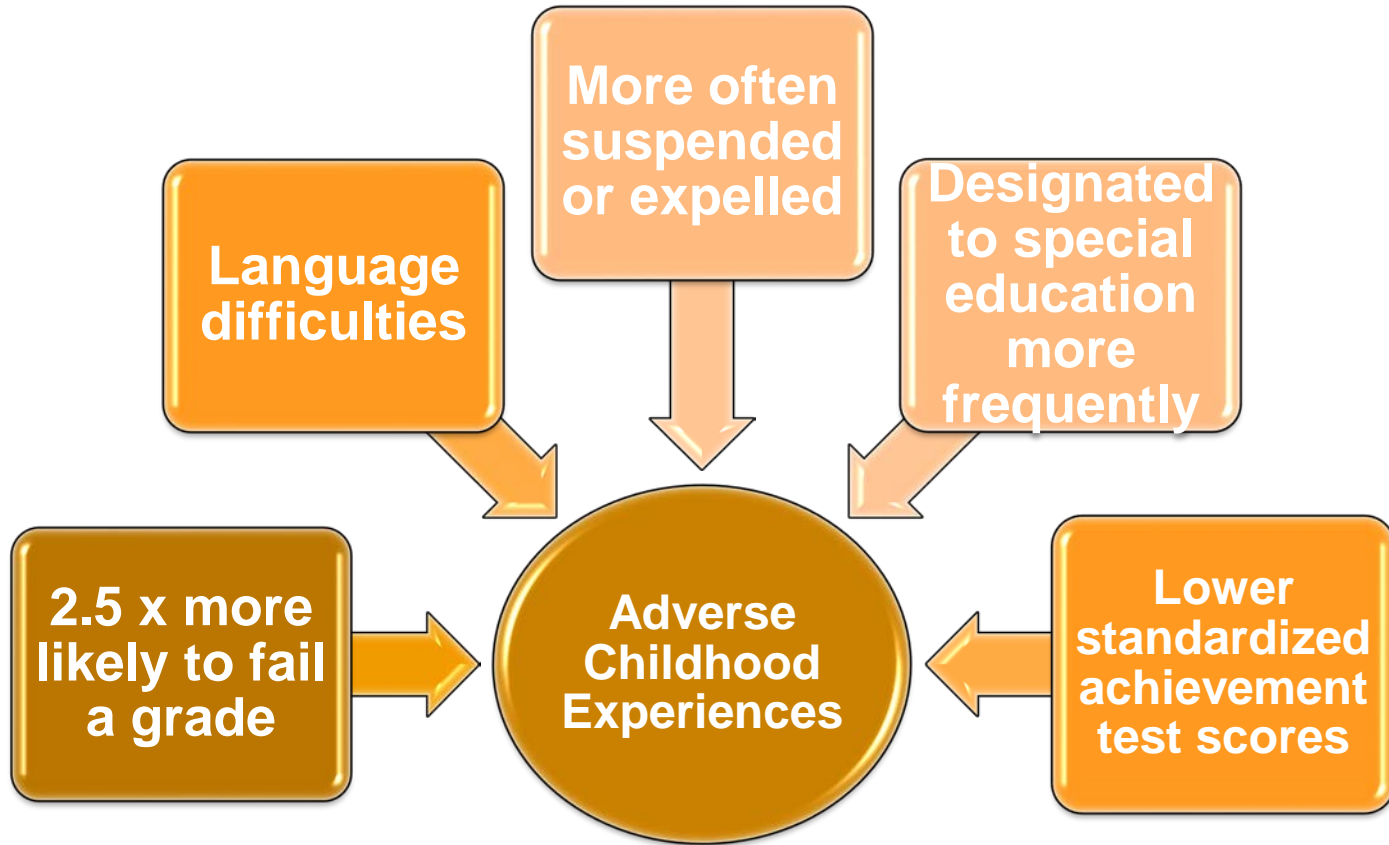 More often
suspended
or expelled
Language
difficulties
Designated
to special
education
more
frequently
2.5 x more
likely to fail
a grade
Adverse
Childhood
Experiences
Lower
standardized
achievement
test scores